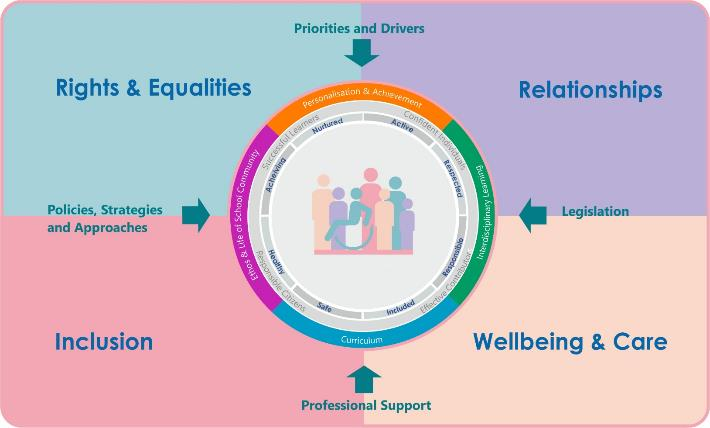 Priorities and Drivers
Rights & Equalities
Relationships
Personalisation & Achievement
Successful Learners
Confident Individuals
Nurtured
Active
Achieving
Respected
Ethos & Life of School Community
Interdisciplinary Learning
Policies, Strategies
and Approaches
Legislation
Healthy
Responsible
Responsible Citizens
Effective Contributors
Safe
Included
Curriculum
Inclusion
Wellbeing & Care
Professional Support